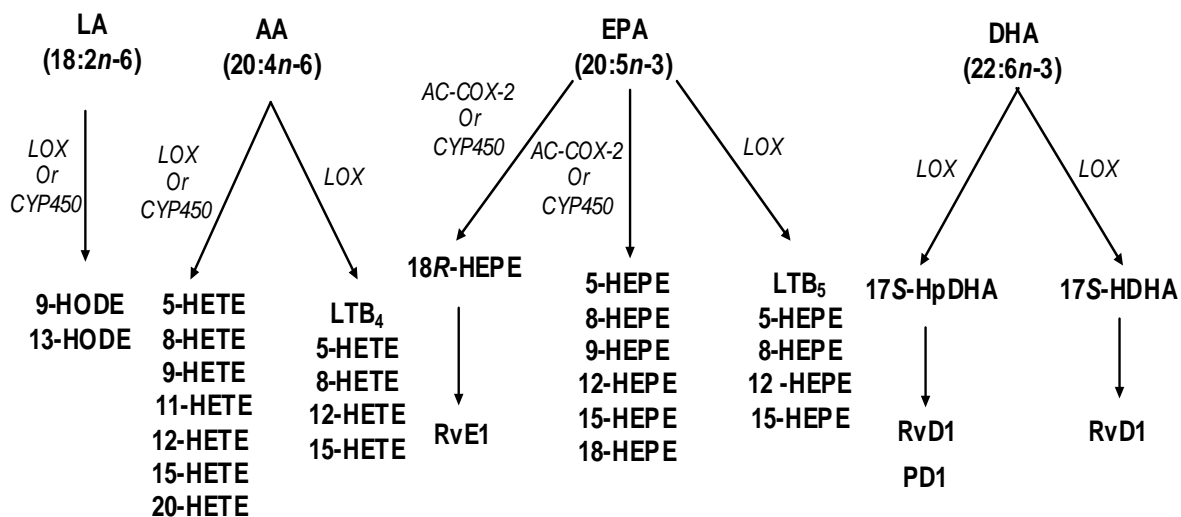 LA
(18:2n-6)
LOX
Or
CYP450
9-HODE
13-HODE
AA
(20:4n-6)
LOX
Or
CYP450
5-HETE
8-HETE
9-HETE
11-HETE
12-HETE
15-HETE
20-HETE
LOX
LTB4
5-HETE
8-HETE
12-HETE
15-HETE
EPA
(20:5n-3)
AC-COX-2
Or
CYP450
18R-HEPE
RvE1
AC-COX-2
Or
CYP450
5-HEPE
8-HEPE
9-HEPE
12-HEPE
15-HEPE
18-HEPE
LOX
LTB5
5-HEPE
8-HEPE
12 -HEPE
15-HEPE
DHA
(22:6n-3)
LOX
17S-HpDHA
RvD1
PD1
LOX
17S-HDHA
RvD1